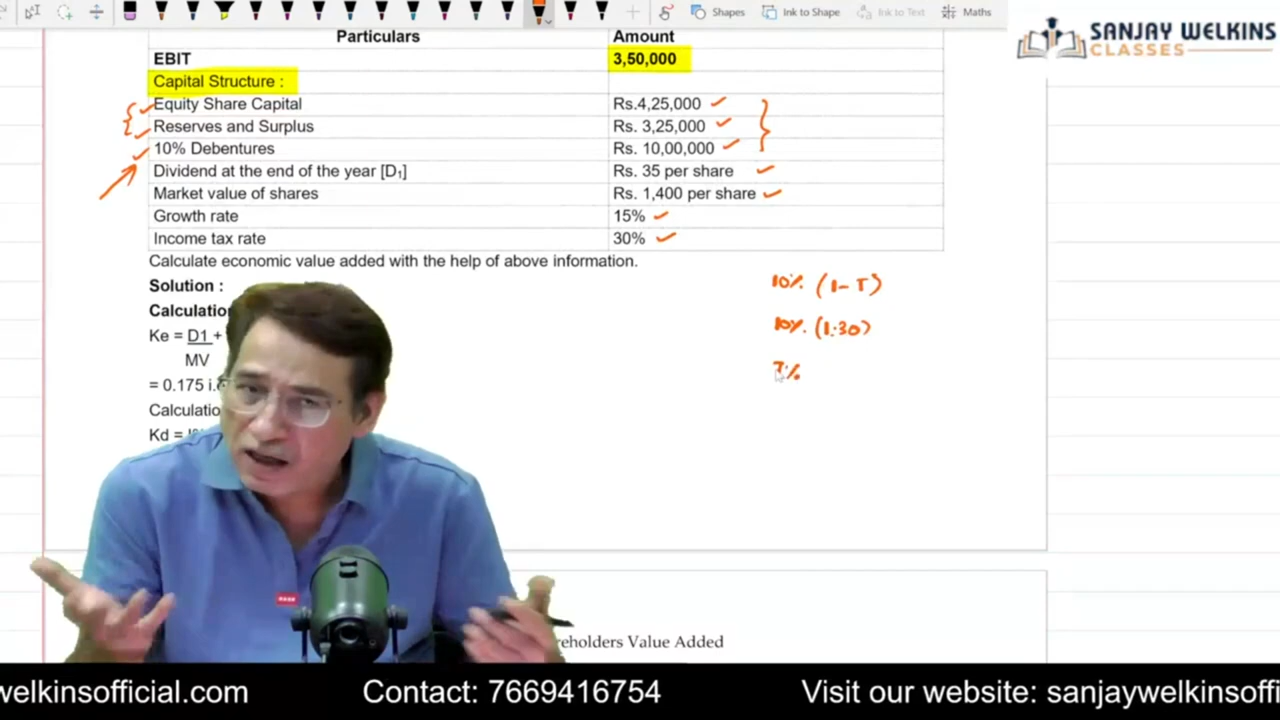 Shapes Ink to Shape Ink to Text Maths
SANJAY WELKINS
CLASSES
Particulars Amount
EBIT 3,50,000
Capital Structure :
Equity Share Capital Rs.4,25,000
Reserves and Surplus Rs. 3,25,000
10% Debentures Rs. 10,00,000
Dividend at the end of the year [D₁] Rs. 35 per share
Market value of shares Rs. 1,400 per share
Growth rate 15%
Income tax rate 30%
Calculate economic value added with the help of above information.
Solution :
Calculatio
Ke = D1 +
MV
= 0.175 i.
Calculatio
Kd =
10% (1-T)
10% (1-30)
7%
eholders Value Added
welkinsofficial.com Contact: 7669416754 Visit our website: sanjaywelkinsoffi